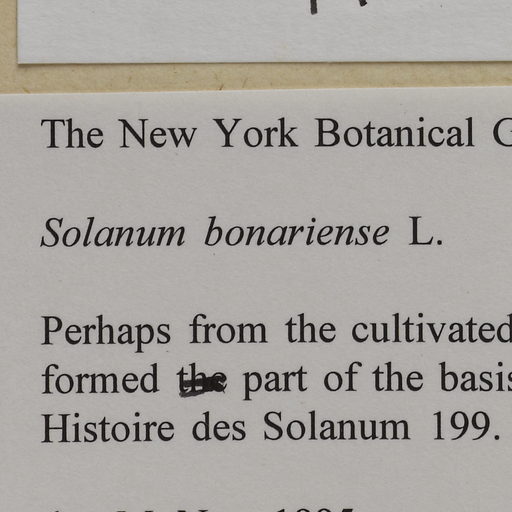 The New York Botanical
Solanum bonariense L.
Perhaps from the cultivated
formed the part of the basis
Histoire des Solanum 199.